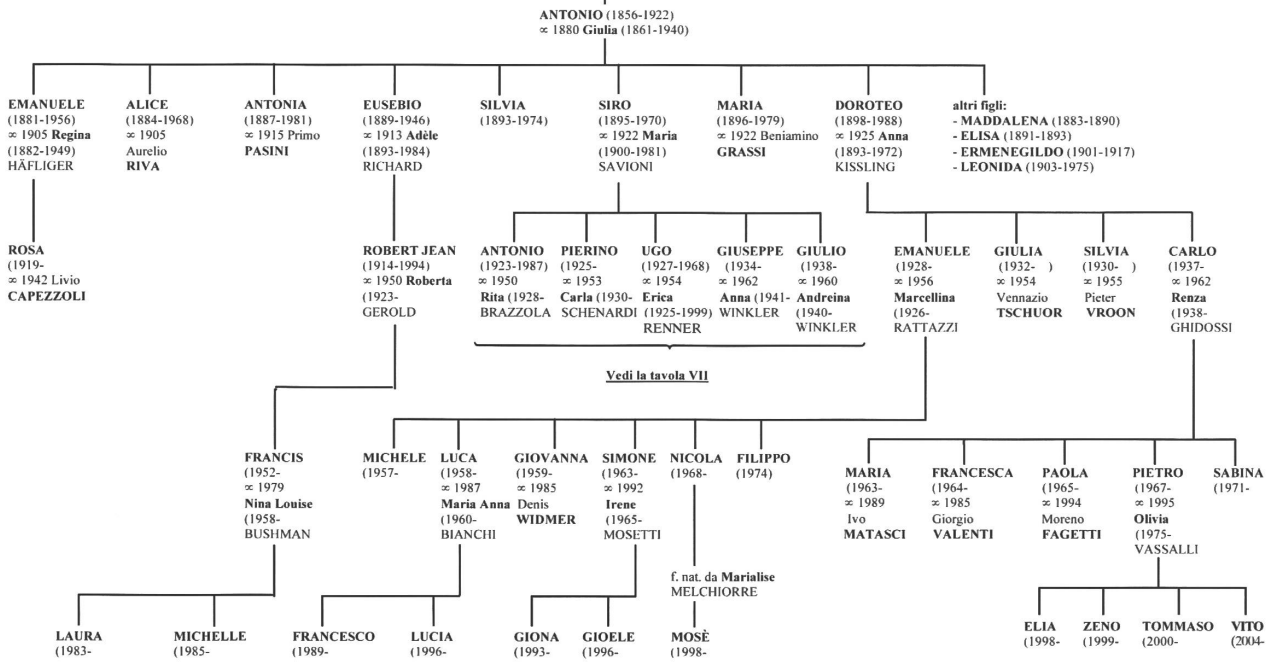 ANTONIO (1856-1922)
∞ 1880 Giulia (1861-1940)
EMANUELE
(1881-1956)
∞ 1905 Regina
(1882-1949)
HÄFLIGER
ALICE
(1884-1968)
∞ 1905
Aurelio
RIVA
ANTONIA
(1887-1981)
∞ 1915 Primo
PASINI
EUSEBIO
(1889-1946)
∞ 1913 Adèle
(1893-1984)
RICHARD
SILVIA
(1893-1974)
SIRO
(1895-1970)
∞ 1922 Maria
(1900-1981)
SAVIONI
MARIA
(1896-1979)
∞ 1922 Beniamino
GRASSI
DOROTEO
(1898-1988)
∞ 1925 Anna
(1893-1972)
KISSLING
altri figli:
- MADDALENA (1883-1890)
- ELISA (1891-1893)
- ERMENEGILDO (1901-1917)
- LEONIDA (1903-1975)
ROSA
(1919-
∞ 1942 Livio
CAPEZZOLI
ROBERT JEAN
(1914-1994)
∞ 1950 Roberta
(1923-
GEROLD
ANTONIO
(1923-1987)
∞ 1950
Rita (1928-
BRAZZOLA
PIERINO
(1925-
∞ 1953
Carla (1930-
SCHENARDI
UGO
(1927-1968)
∞ 1954
Erica
(1925-1999)
RENNER
GIUSEPPE
(1934-
∞ 1962
Anna (1941-
WINKLER
GIULIO
(1938-
∞ 1960
Andreina
(1940-
WINKLER
EMANUELE
(1928-
∞ 1956
Marcellina
(1926-
RATTAZZI
GIULIA
(1932- )
∞ 1954
Vennazio
TSCHUOR
SILVIA
(1930- )
∞ 1955
Pieter
VROON
CARLO
(1937-
∞ 1962
Renza
(1938-
GHIDOSSI
Vedi la tavola VII
FRANCIS
(1952-
∞ 1979
Nina Louise
(1958-
BUSHMAN
MICHELE
(1957-
LUCA
(1958-
∞ 1987
Maria Anna
(1960-
BIANCHI
GIOVANNA
(1959-
∞ 1985
Denis
WIDMER
SIMONE
(1963-
∞ 1992
Irene
(1965-
MOSETTI
NICOLA
(1968-
FILIPPO
(1974)
MARIA
(1963-
∞ 1989
Ivo
MATASCI
FRANCESCA
(1964-
∞ 1985
Giorgio
VALENTI
PAOLA
(1965-
∞ 1994
Moreno
FAGETTI
PIETRO
(1967-
∞ 1995
Olivia
(1975-
VASSALLI
SABINA
(1971-
f. nat. da Marialise
MELCHIORRE
LAURA
(1983-
MICHELLE
(1985-
FRANCESCO
(1989-
LUCIA
(1996-
GIONA
(1993-
GIOELE
(1996-
MOSÈ
(1998-
ELIA
(1998-
ZENO
(1999-
TOMMASO
(2000-
VITO
(2004-